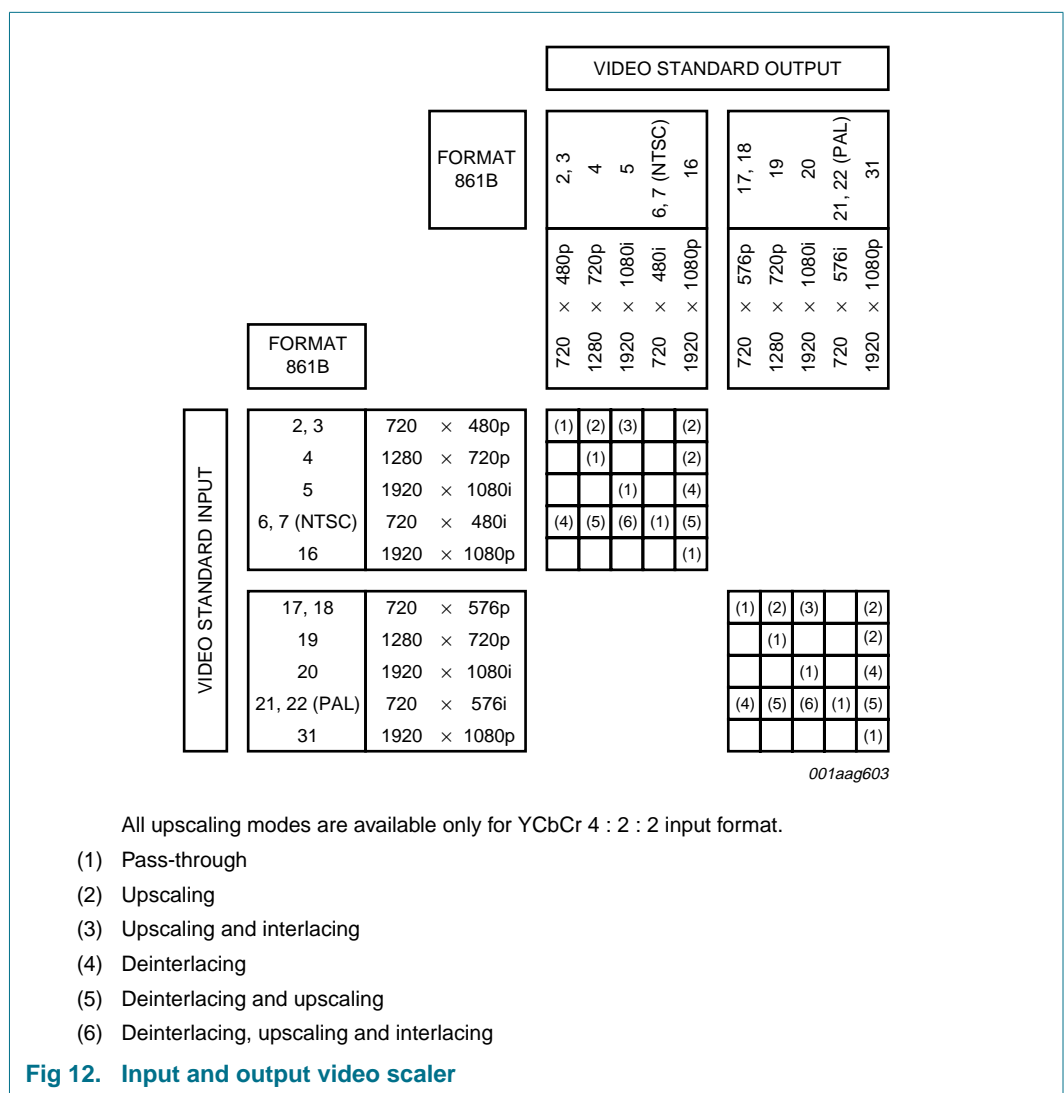 VIDEO STANDARD OUTPUT
FORMAT
861B
2, 3
4
5
6, 7 (NTSC)
16
17, 18
19
20
21, 22 (PAL)
31
720 × 480p
1280 × 720p
1920 × 1080i
720 × 480i
1920 × 1080p
720 × 576p
1280 × 720p
1920 × 1080i
720 × 576i
1920 × 1080p
FORMAT
861B
VIDEO STANDARD INPUT
2, 3 720 × 480p (1) (2) (3) (2)
4 1280 × 720p (1) (2)
5 1920 × 1080i (1) (4)
6, 7 (NTSC) 720 × 480i (4) (5) (6) (1) (5)
16 1920 × 1080p (1)
17, 18 720 × 576p (1) (2) (3) (2)
19 1280 × 720p (1) (2)
20 1920 × 1080i (1) (4)
21, 22 (PAL) 720 × 576i (4) (5) (6) (1) (5)
31 1920 × 1080p (1)
001aag603
All upscaling modes are available only for YCbCr 4 : 2 : 2 input format.
(1) Pass-through
(2) Upscaling
(3) Upscaling and interlacing
(4) Deinterlacing
(5) Deinterlacing and upscaling
(6) Deinterlacing, upscaling and interlacing
Fig 12. Input and output video scaler